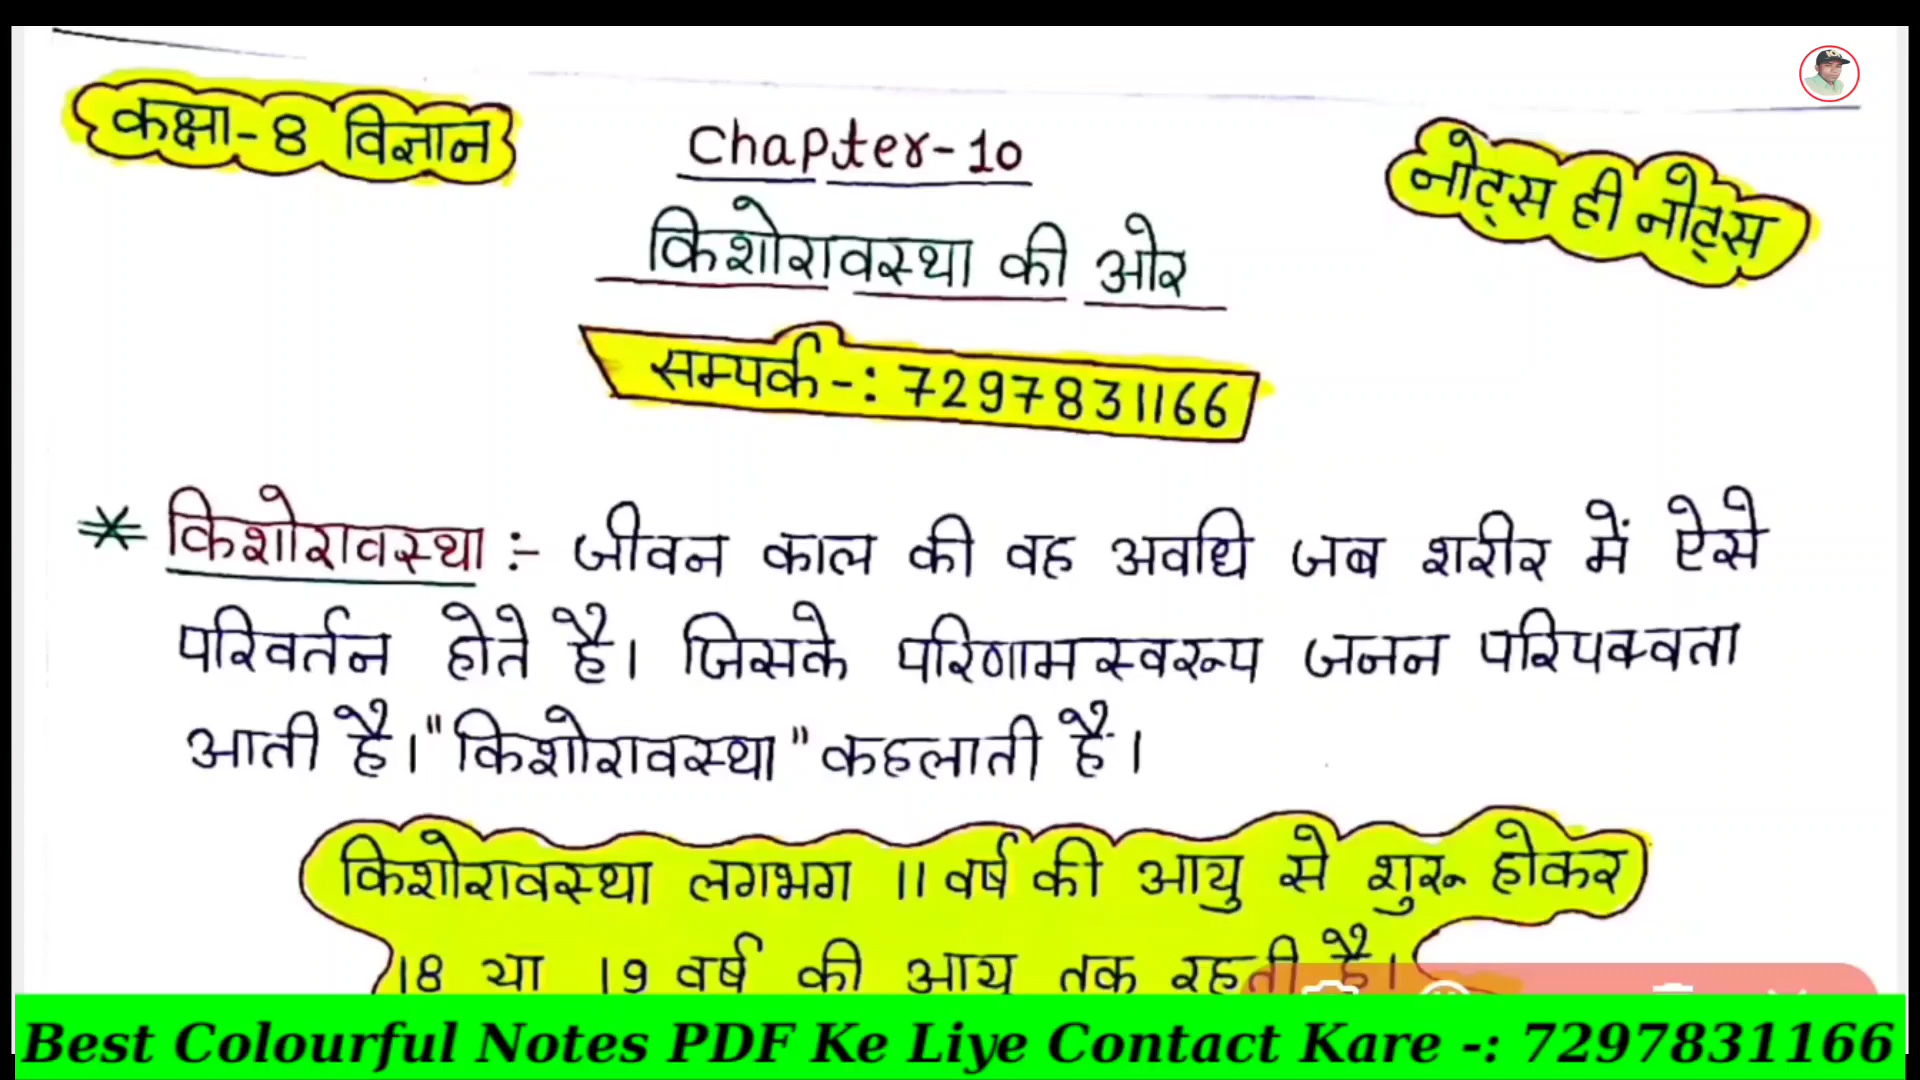 कक्षा-8 विज्ञान
Chapter-10
नोट्स ही नोट्स
किशोरावस्था की ओर
सम्पर्क-: 7297831166
* किशोरावस्था :- जीवन काल की वह अवधि जब शरीर में ऐसे
परिवर्तन होते है। जिसके परिणामस्वरूप जनन परिपक्वता
आती है। "किशोरावस्था" कहलाती है।
किशोरावस्था लगभग 11 वर्ष की आयु से शुरू होकर
18 या 19 वर्ष की आयु तक रहती है।
Best Colourful Notes PDF Ke Liye Contact Kare -: 7297831166